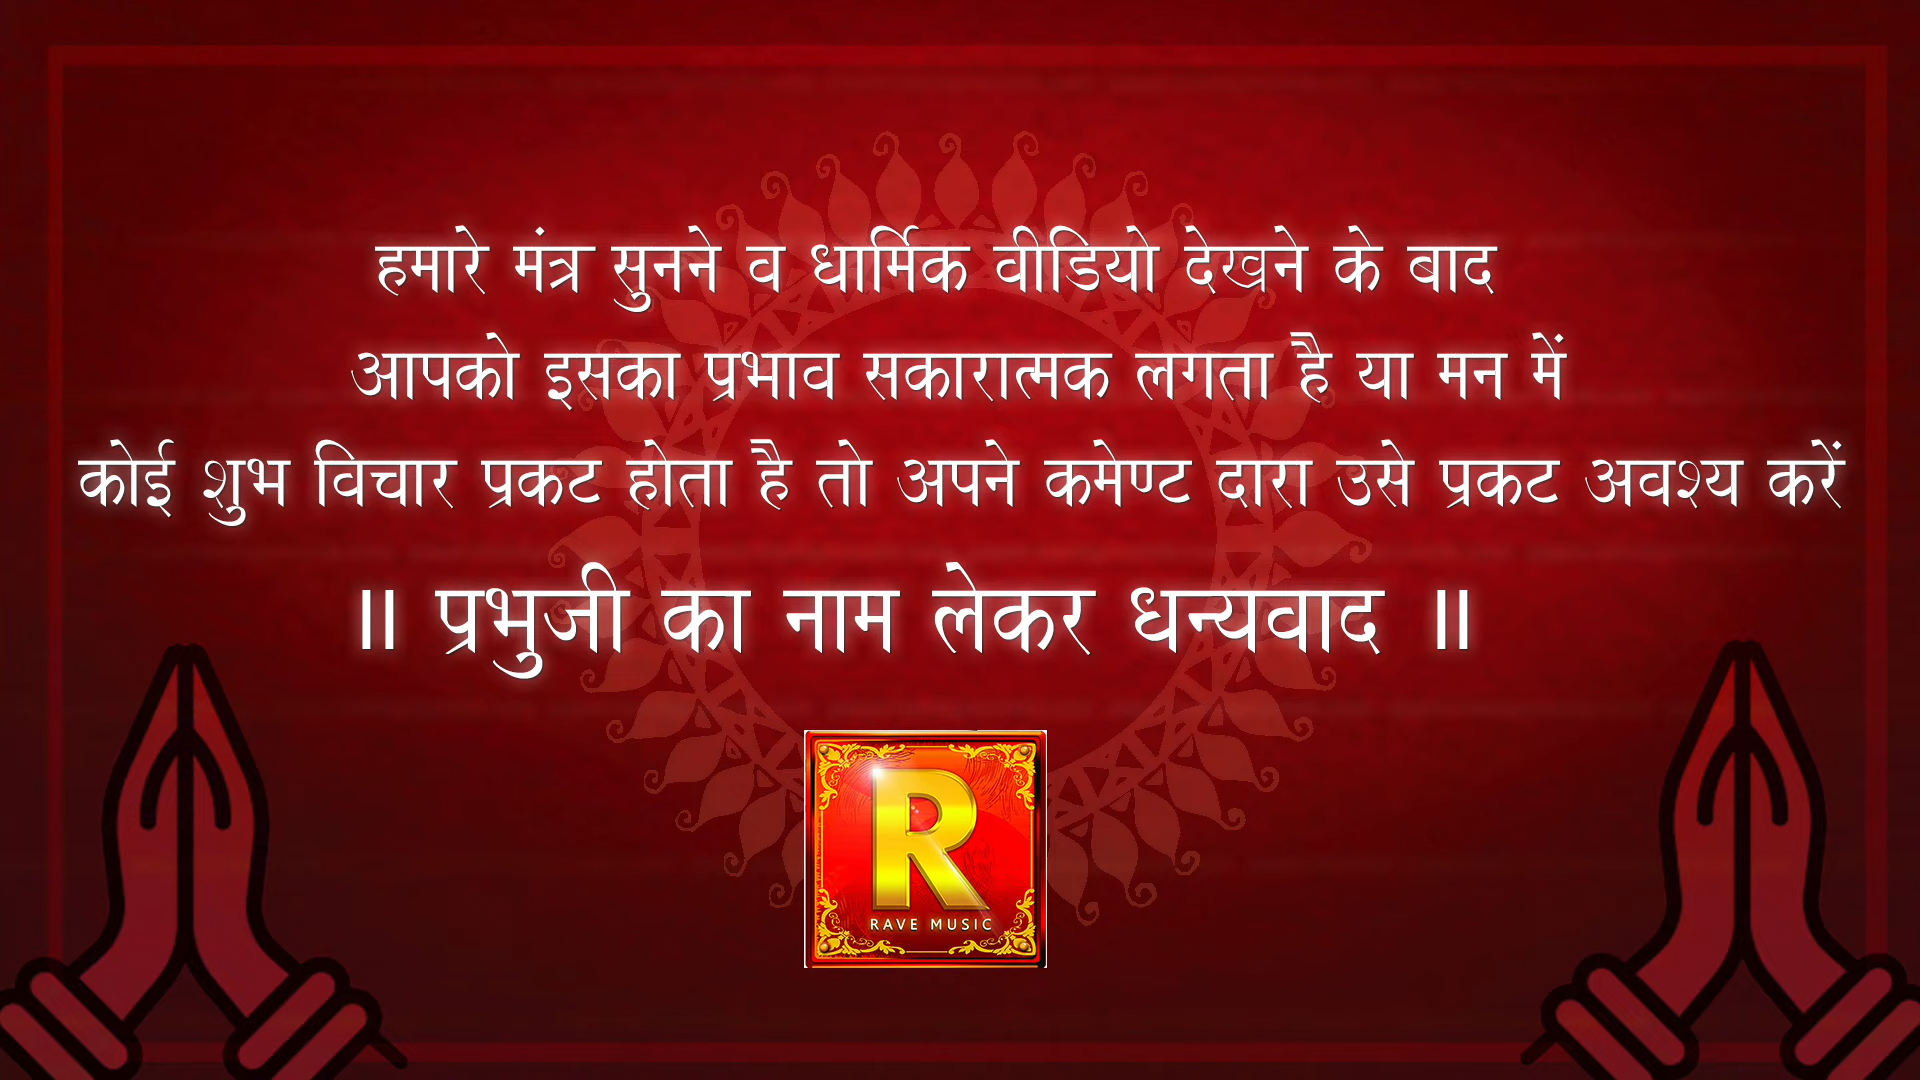 हमारे मंत्र सुनने व धार्मिक वीडियो देखने के बाद
आपको इसका प्रभाव सकारात्मक लगता है या मन में
कोई शुभ विचार प्रकट होता है तो अपने कमेण्ट दारा उसे प्रकट अवश्य करें
॥ प्रभुजी का नाम लेकर धन्यवाद ॥
R
RAVE MUSIC